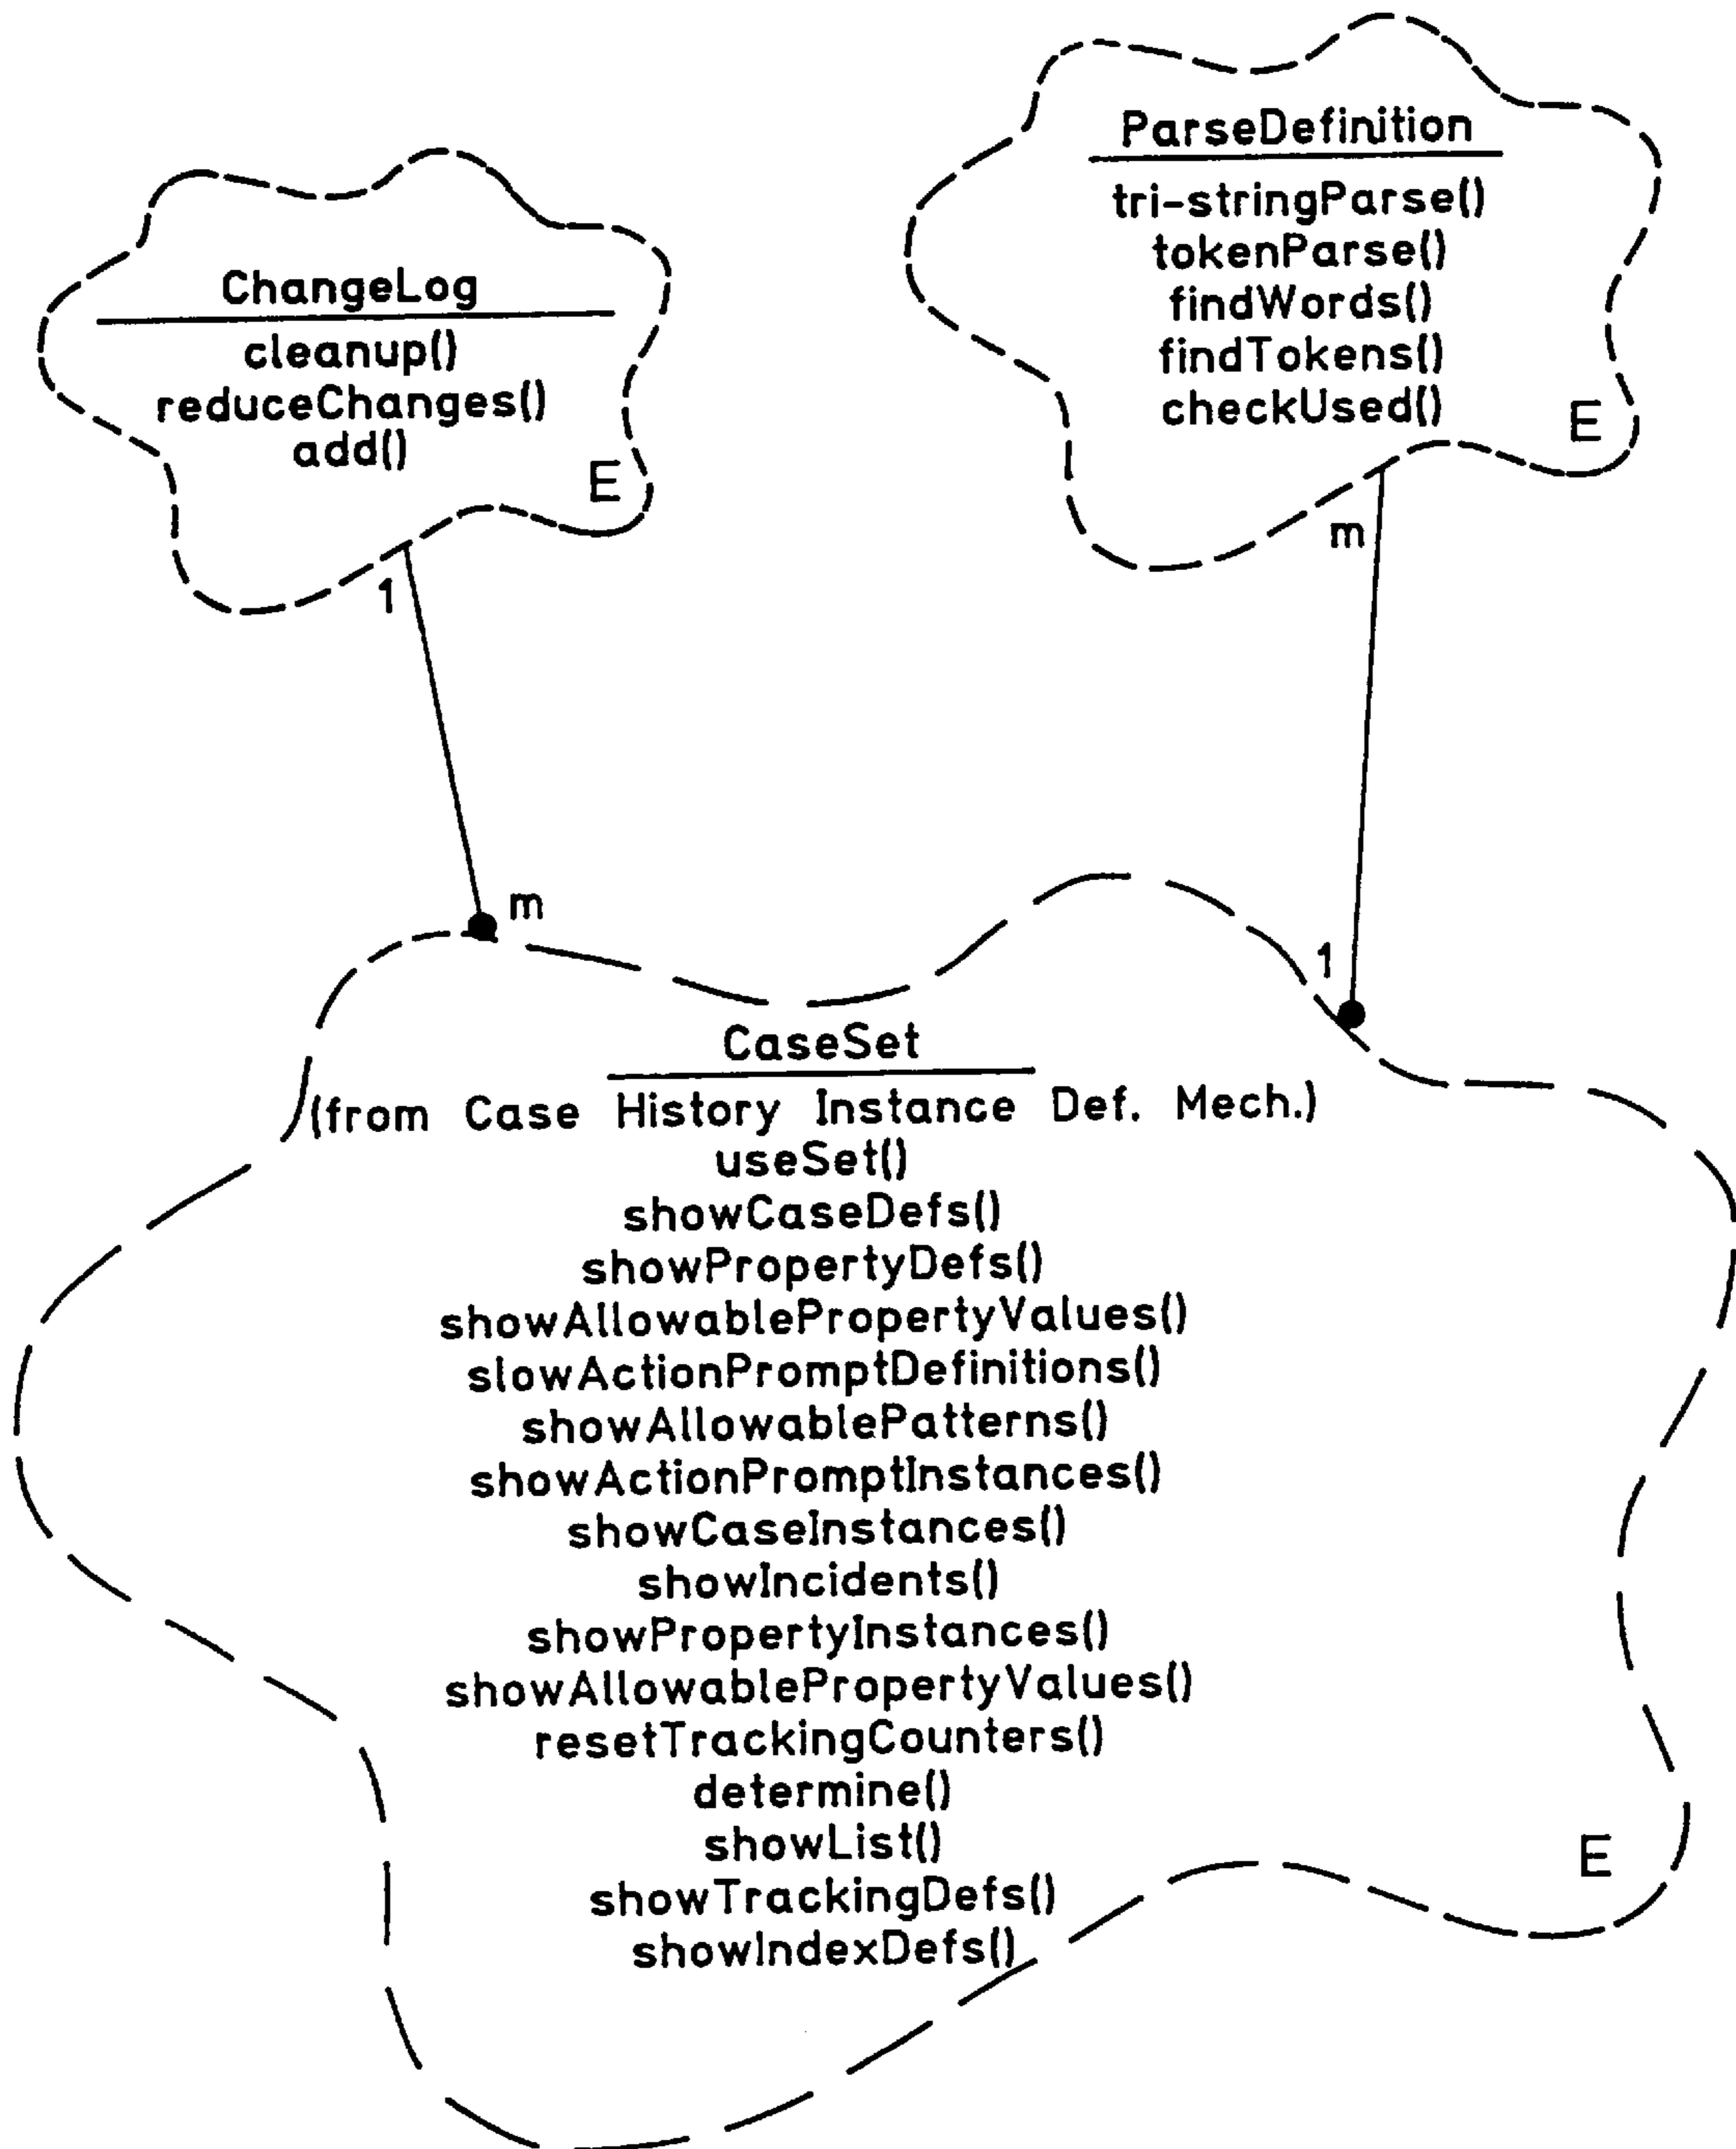 ParseDefinition
tri-stringParse()
tokenParse()
findWords()
findTokens()
checkUsed()
E
m
ChangeLog
cleanup()
reduceChanges()
add()
E
1
m
1
CaseSet
(from Case History Instance Def. Mech.)
useSet()
showCaseDefs()
showPropertyDefs()
showAllowablePropertyValues()
slowActionPromptDefinitions()
showAllowablePatterns()
showActionPromptInstances()
showCaseInstances()
showIncidents()
showPropertyInstances()
showAllowablePropertyValues()
resetTrackingCounters()
determine()
showList()
showTrackingDefs()
showIndexDefs()
E